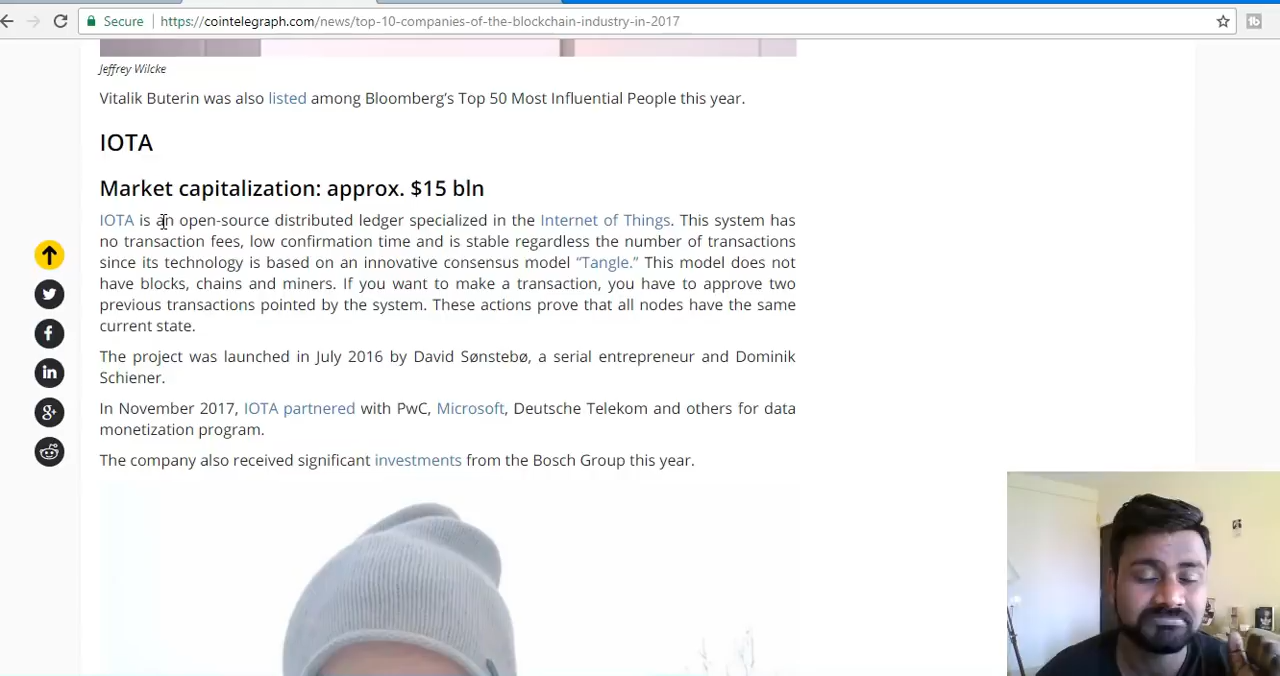 Secure
https://cointelegraph.com/news/top-10-companies-of-the-blockchain-industry-in-2017
Jeffrey Wilcke
Vitalik Buterin was also listed among Bloomberg’s Top 50 Most Influential People this year.
IOTA
Market capitalization: approx. $15 bln
IOTA is an open-source distributed ledger specialized in the Internet of Things. This system has
no transaction fees, low confirmation time and is stable regardless the number of transactions
since its technology is based on an innovative consensus model “Tangle.” This model does not
have blocks, chains and miners. If you want to make a transaction, you have to approve two
previous transactions pointed by the system. These actions prove that all nodes have the same
current state.
The project was launched in July 2016 by David Sønstebø, a serial entrepreneur and Dominik
Schiener.
In November 2017, IOTA partnered with PwC, Microsoft, Deutsche Telekom and others for data
monetization program.
The company also received significant investments from the Bosch Group this year.